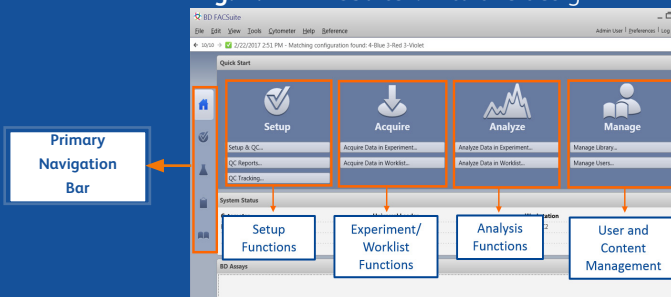 BD FACSuite
File Edit View Tools Cytometer Help Reference
Admin User | Preferences | Log
10/10 2/22/2017 2:51 PM - Matching configuration found: 4-Blue 3-Red 3-Violet
Quick Start
Setup
Acquire
Analyze
Manage
Setup & QC...
Acquire Data in Experiment...
Analyze Data in Experiment...
Manage Library...
QC Reports...
Acquire Data in Worklist...
Analyze Data in Worklist...
Manage Users...
QC Tracking...
Primary
Navigation
Bar
System Status
Setup
Functions
Experiment/
Worklist
Functions
Analysis
Functions
User and
Content
Management
BD Assays